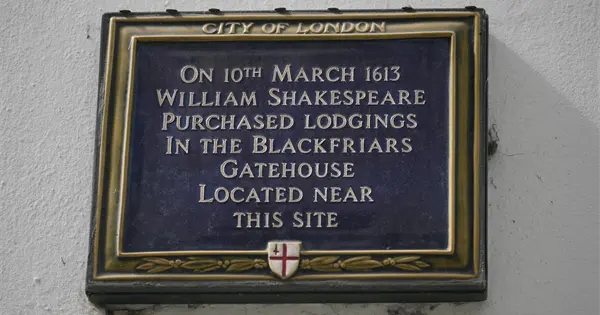 CITY OF LONDON
ON 10TH MARCH 1613
WILLIAM SHAKESPEARE
PURCHASED LODGINGS
IN THE BLACKFRIARS
GATEHOUSE
LOCATED NEAR
THIS SITE